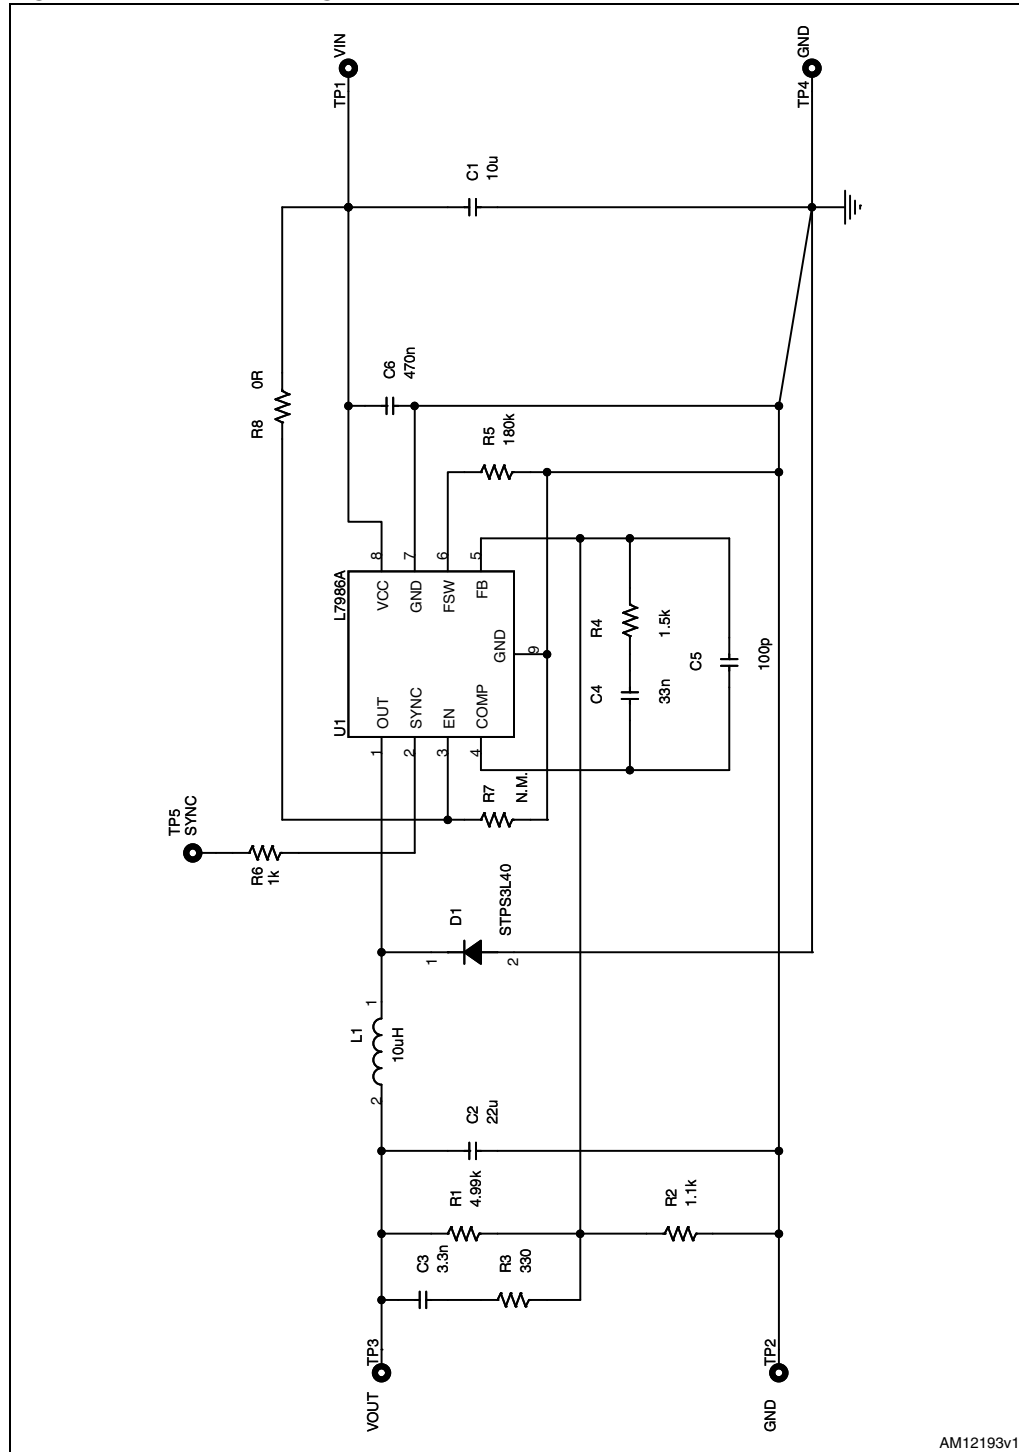 VIN
TP1
GND
TP4
C1
10u
R8
0R
C6
470n
R5
180k
U1
L7986A
8
7
6
5
VCC
GND
FSW
FB
GND
9
OUT
SYNC
EN
COMP
1
2
3
4
R4
1.5k
C4
33n
C5
100p
R7
N.M.
TP5
SYNC
R6
1k
D1
STPS3L40
1
2
L1
10uH
1
2
C2
22u
R1
4.99k
R2
1.1k
C3
3.3n
R3
330
TP3
VOUT
TP2
GND
AM12193v1